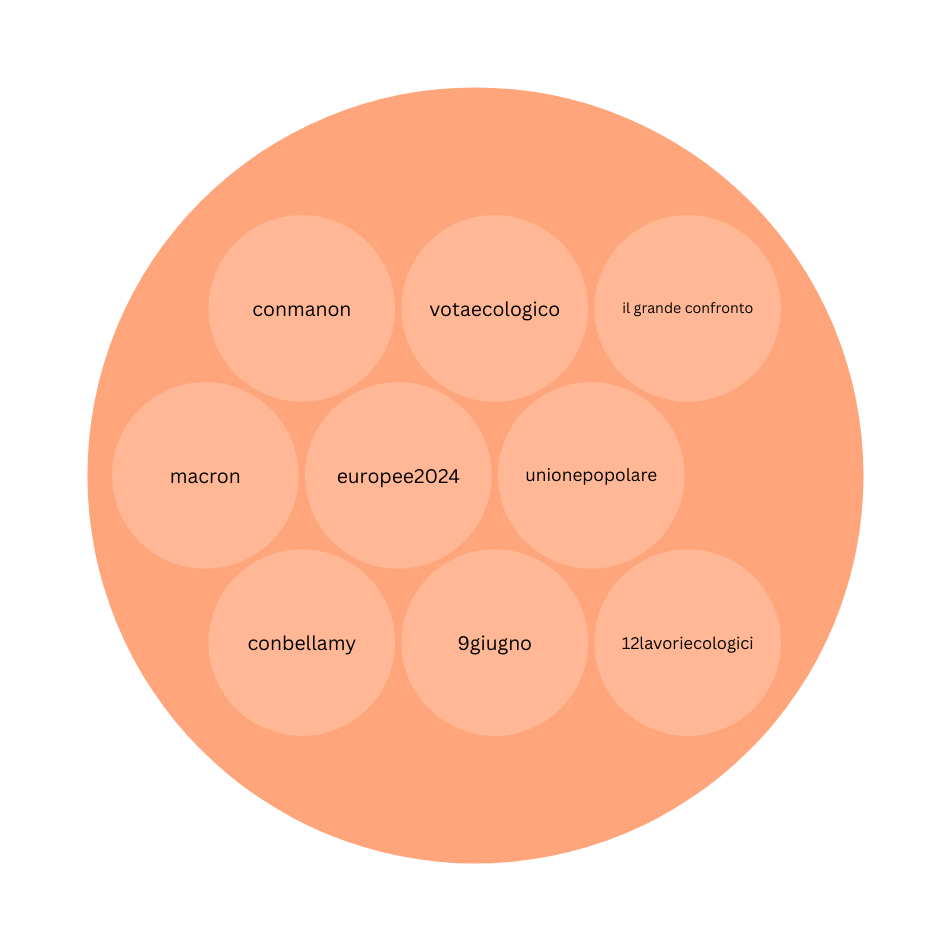 conmanon
votaecologico
il grande confronto
macron
europee2024
unionepopolare
conbellamy
9giugno
12lavoriecologici